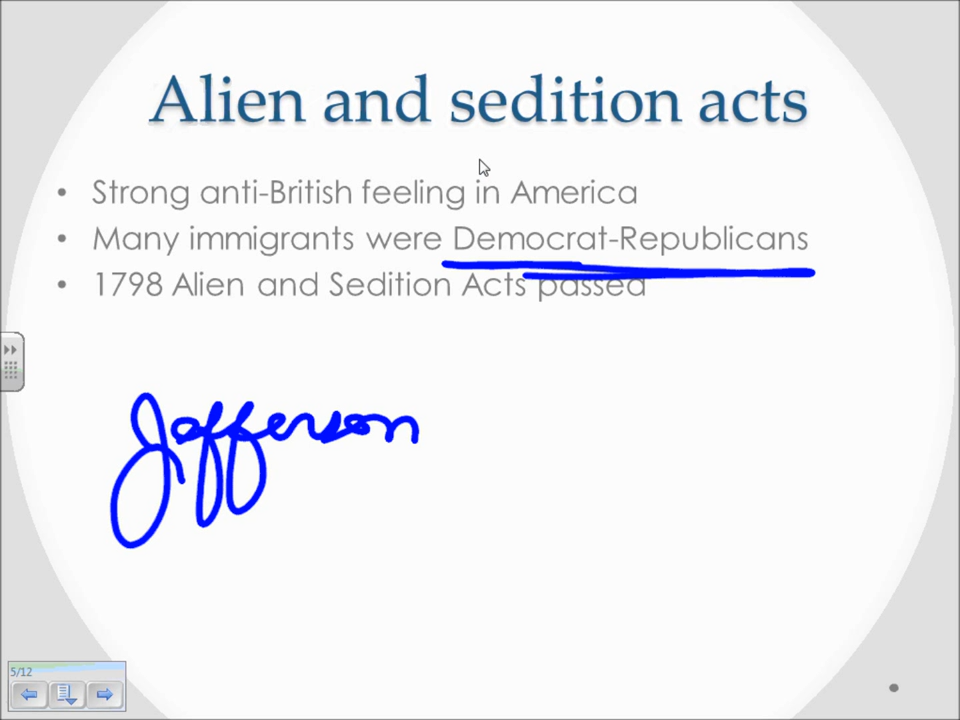 Alien and sedition acts
• Strong anti-British feeling in America
• Many immigrants were Democrat-Republicans
• 1798 Alien and Sedition Acts passed
Jefferson
5/12